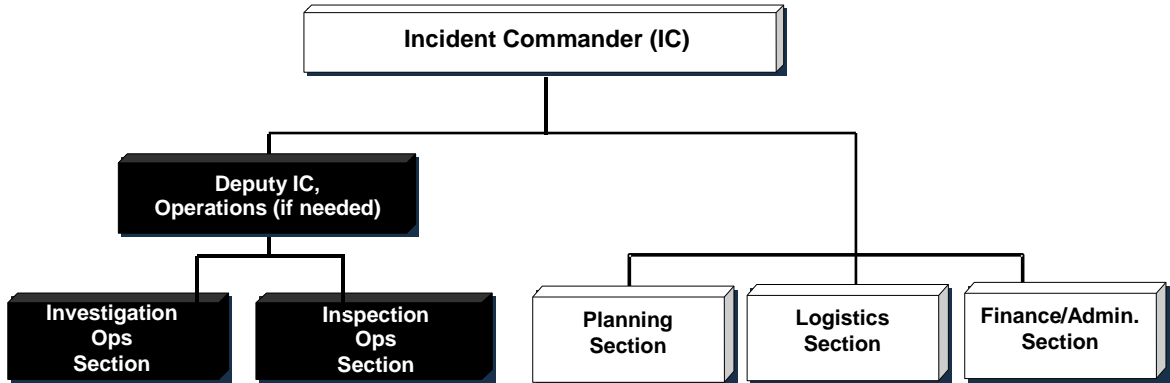 Incident Commander (IC)
Deputy IC,
Operations (if needed)
Investigation
Ops
Section
Inspection
Ops
Section
Planning
Section
Logistics
Section
Finance/Admin.
Section